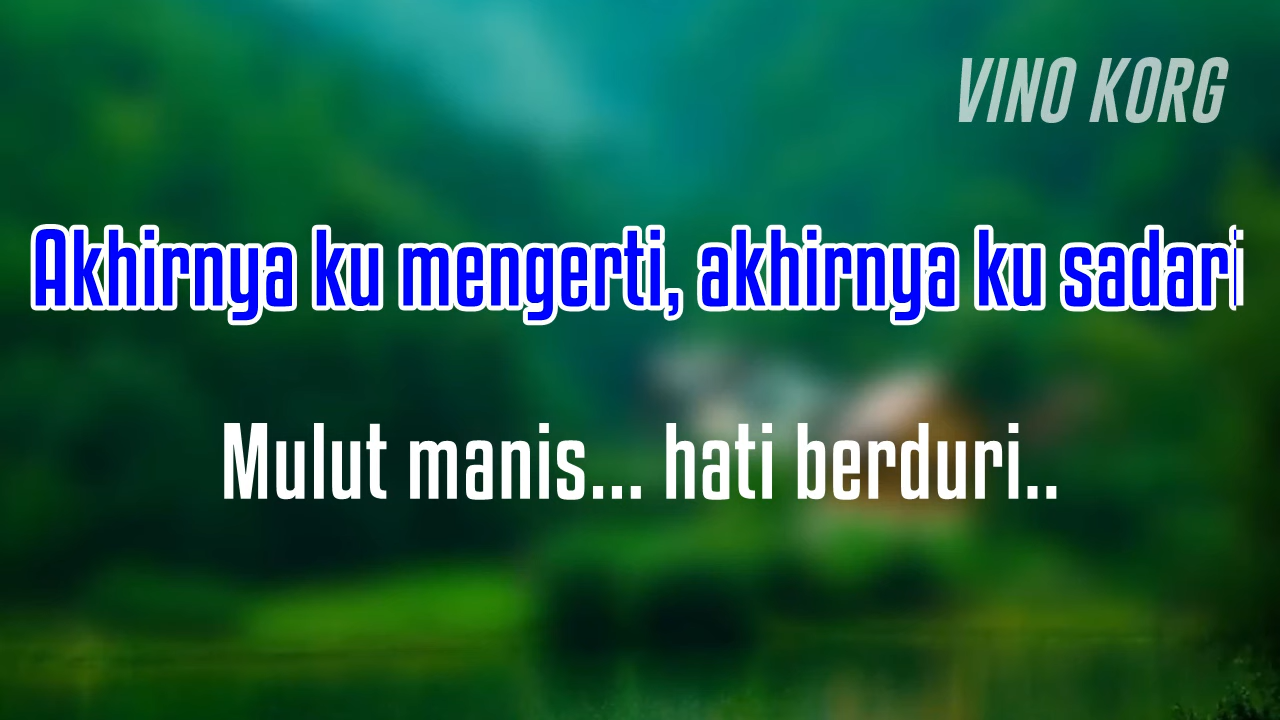 VINO KORG
Akhirnya ku mengerti, akhirnya ku sadari
Mulut manis... hati berduri..